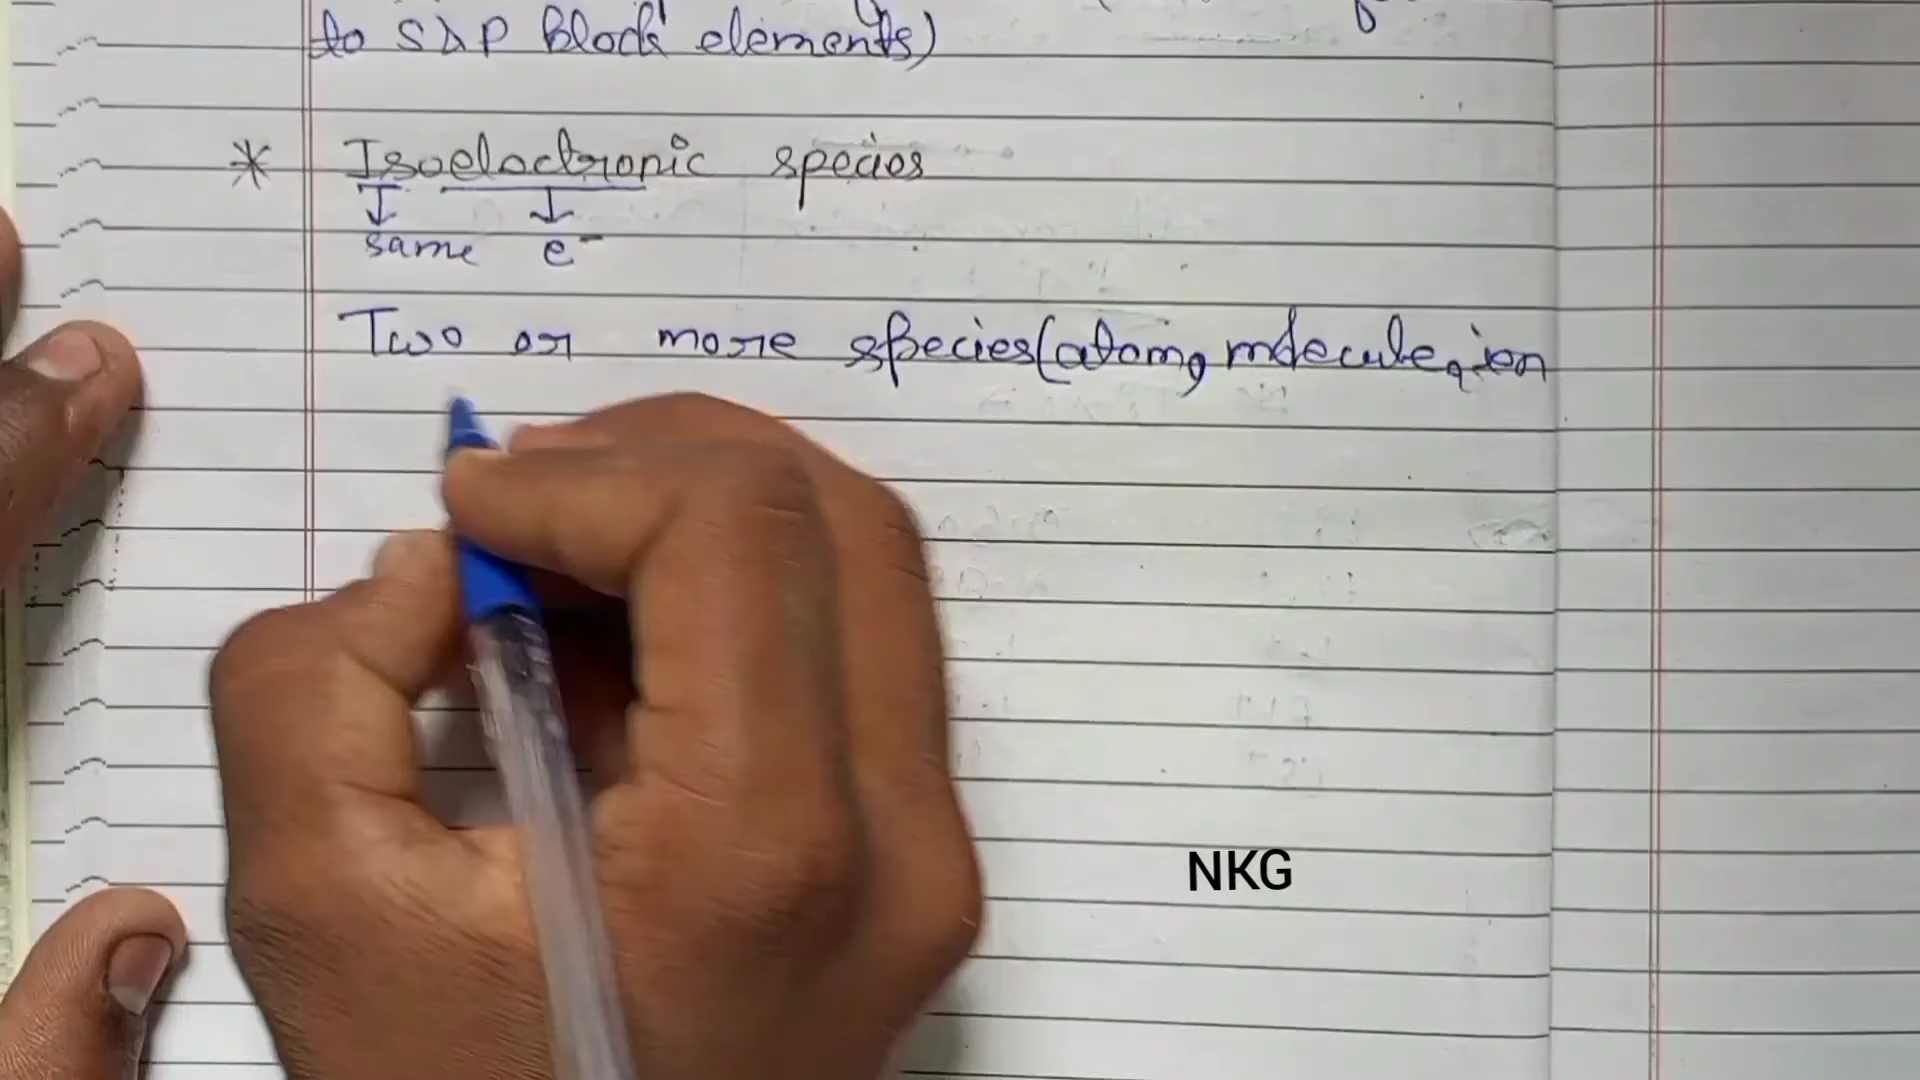 to S & P Block elements)
* Isoelectronic species
same e⁻
Two or more species(atom, molecule, ion
NKG